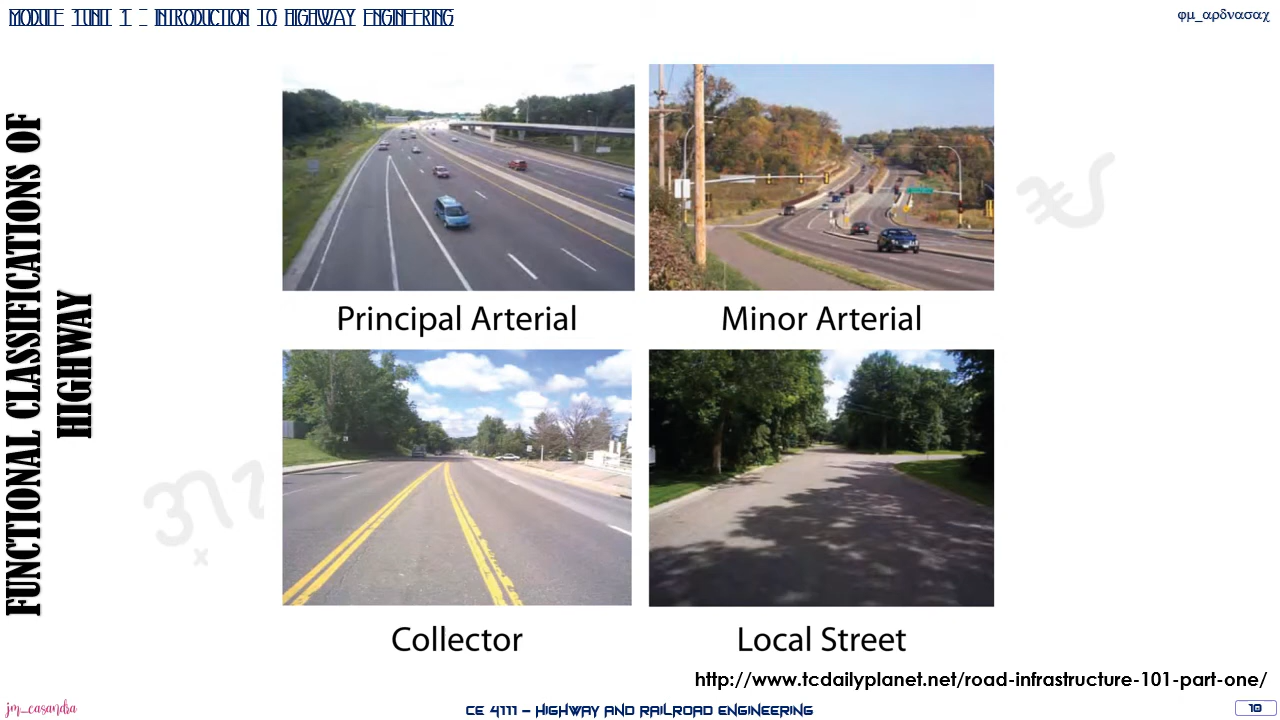 MODULE 1UNIT 1 - INTRODUCTION TO HIGHWAY ENGINEERING
φμ_αρδνασαχ
FUNCTIONAL CLASSIFICATIONS OF
HIGHWAY
Principal Arterial
Minor Arterial
Collector
Local Street
http://www.tcdailyplanet.net/road-infrastructure-101-part-one/
jm_casandra
CE 4111 – HIGHWAY AND RAILROAD ENGINEERING
10